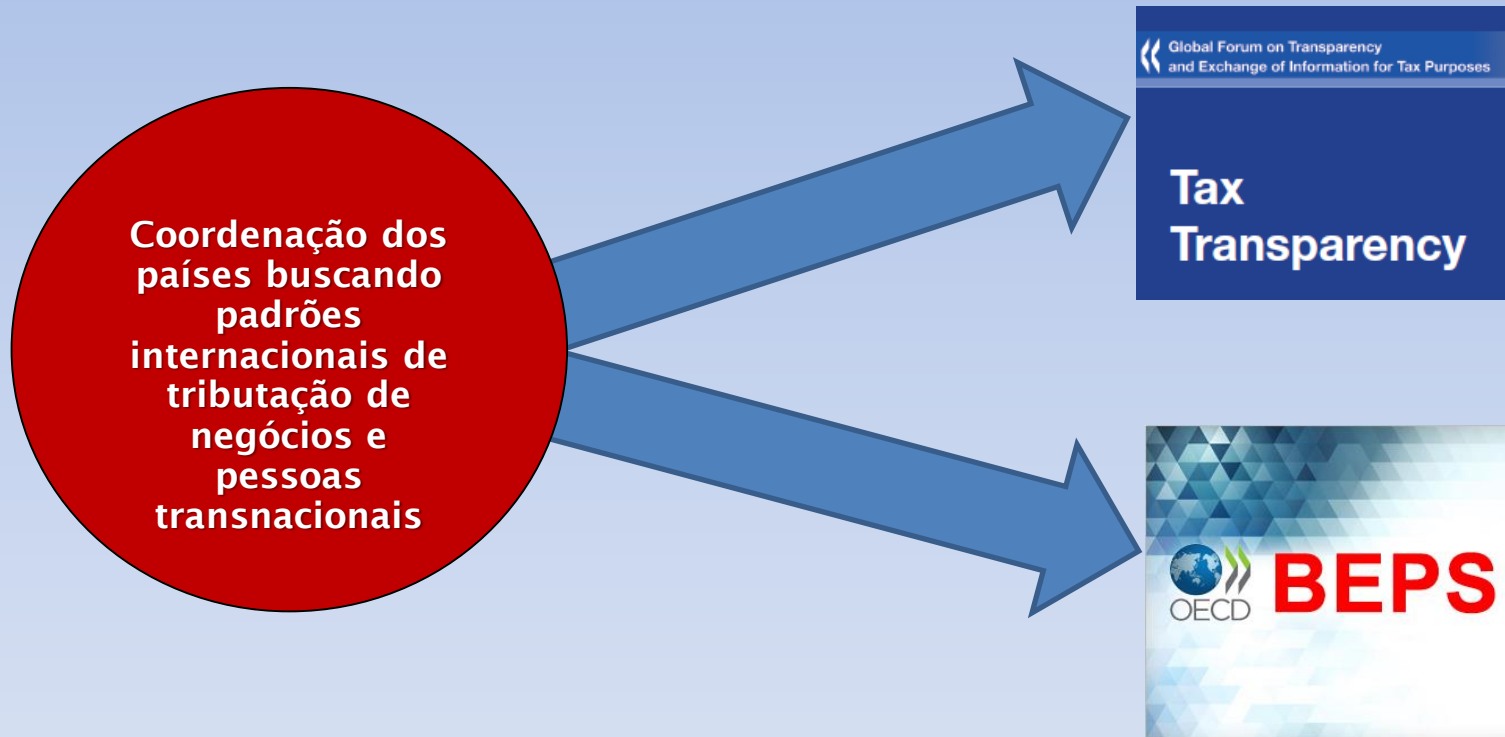 Coordenação dos
países buscando
padrões
internacionais de
tributação de
negócios e
pessoas
transnacionais
Global Forum on Transparency
and Exchange of Information for Tax Purposes
Tax
Transparency
OECD
BEPS